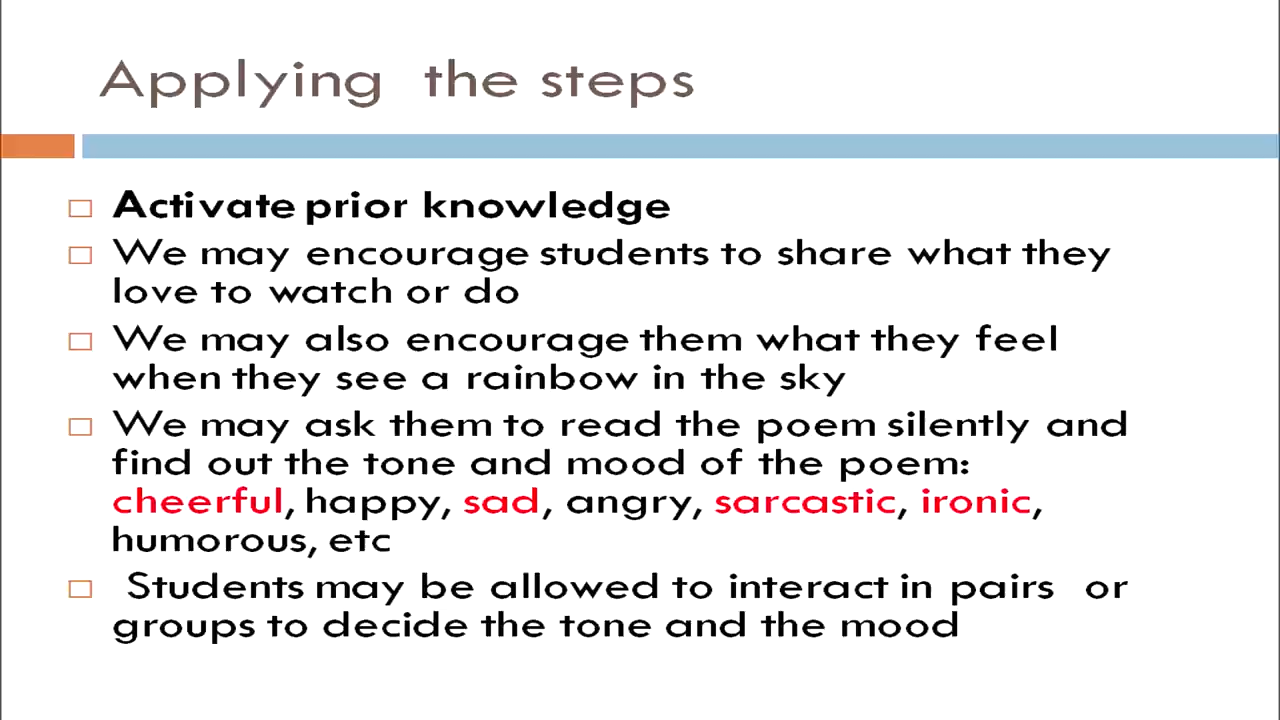 Applying the steps
Activate prior knowledge
We may encourage students to share what they
love to watch or do
We may also encourage them what they feel
when they see a rainbow in the sky
We may ask them to read the poem silently and
find out the tone and mood of the poem:
cheerful, happy, sad, angry, sarcastic, ironic,
humorous, etc
Students may be allowed to interact in pairs or
groups to decide the tone and the mood